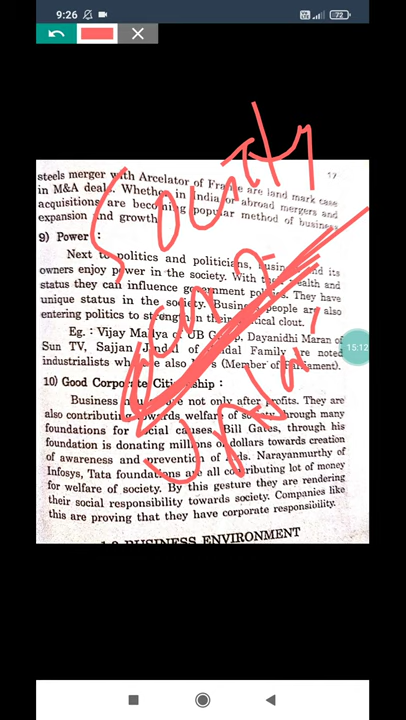 9:26
72
17
steels merger with Arcelator of France are land mark case
in M&A deals. Whether in India or abroad mergers and
acquisitions are becoming popular method of business
expansion and growth
9) Power :
Next to politics and politicians, business and its
owners enjoy power in the society. With their wealth and
status they can influence government policies. They have
unique status in the society. Business people are also
entering politics to strengthen their political clout.
Eg. : Vijay Mallya of UB Group, Dayanidhi Maran of
Sun TV, Sajjan Jindal of Jindal Family are noted
industrialists who are also MPs (Member of Parliament).
10) Good Corporate Citizenship :
Business houses are not only after profits. They are
also contributing towards welfare of society through many
foundations for social causes. Bill Gates, through his
foundation is donating millions of dollars towards creation
of awareness and prevention of Aids. Narayanmurthy of
Infosys, Tata foundations are all contributing lot of money
for welfare of society. By this gesture they are rendering
their social responsibility towards society. Companies like
this are proving that they have corporate responsibility.
BUSINESS ENVIRONMENT
Society
15:12